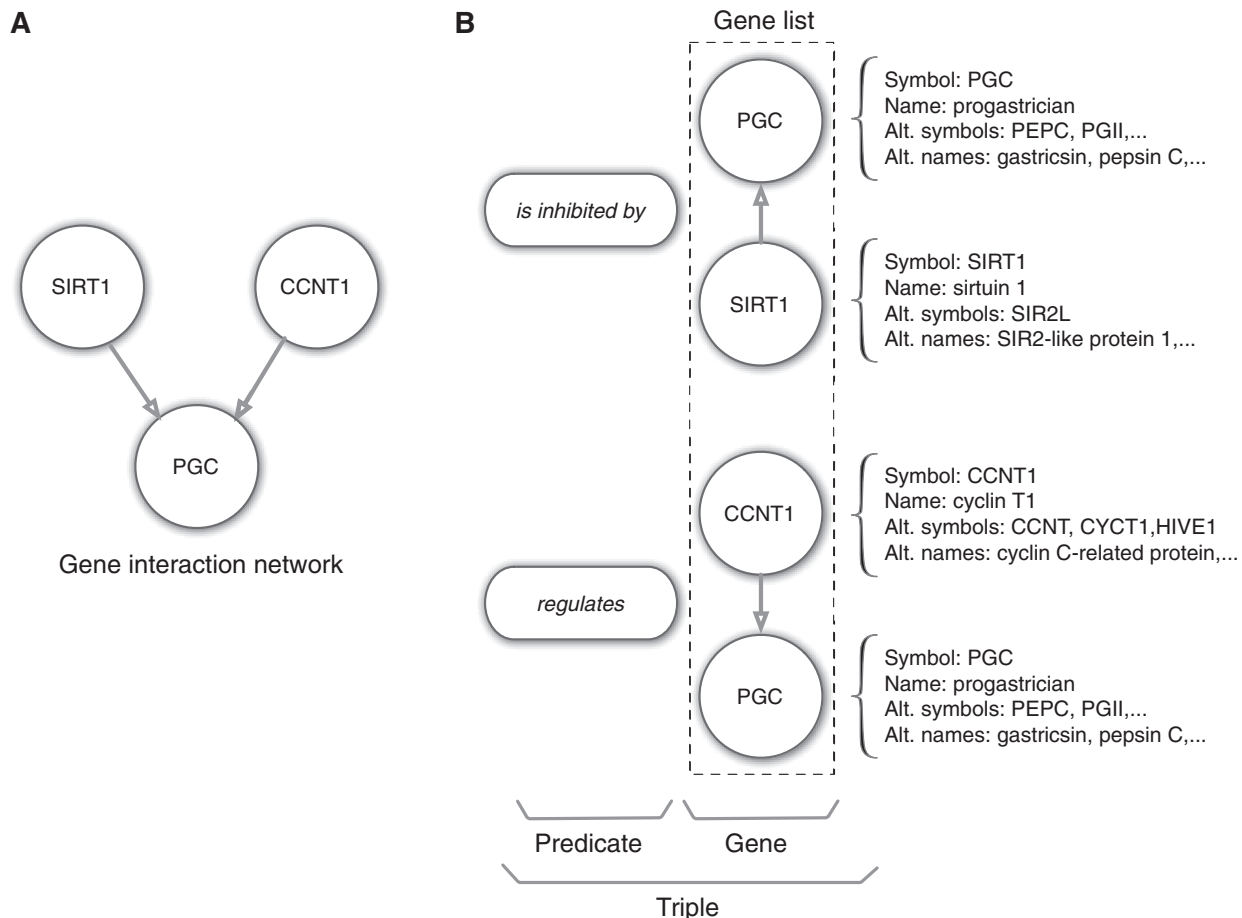 A
SIRT1
CCNT1
PGC
Gene interaction network
B
Gene list
PGC
Symbol: PGC
Name: progastrician
Alt. symbols: PEPC, PGII,...
Alt. names: gastricsin, pepsin C,...
is inhibited by
SIRT1
Symbol: SIRT1
Name: sirtuin 1
Alt. symbols: SIR2L
Alt. names: SIR2-like protein 1,...
CCNT1
Symbol: CCNT1
Name: cyclin T1
Alt. symbols: CCNT, CYCT1,HIVE1
Alt. names: cyclin C-related protein,...
regulates
PGC
Symbol: PGC
Name: progastrician
Alt. symbols: PEPC, PGII,...
Alt. names: gastricsin, pepsin C,...
Predicate
Gene
Triple